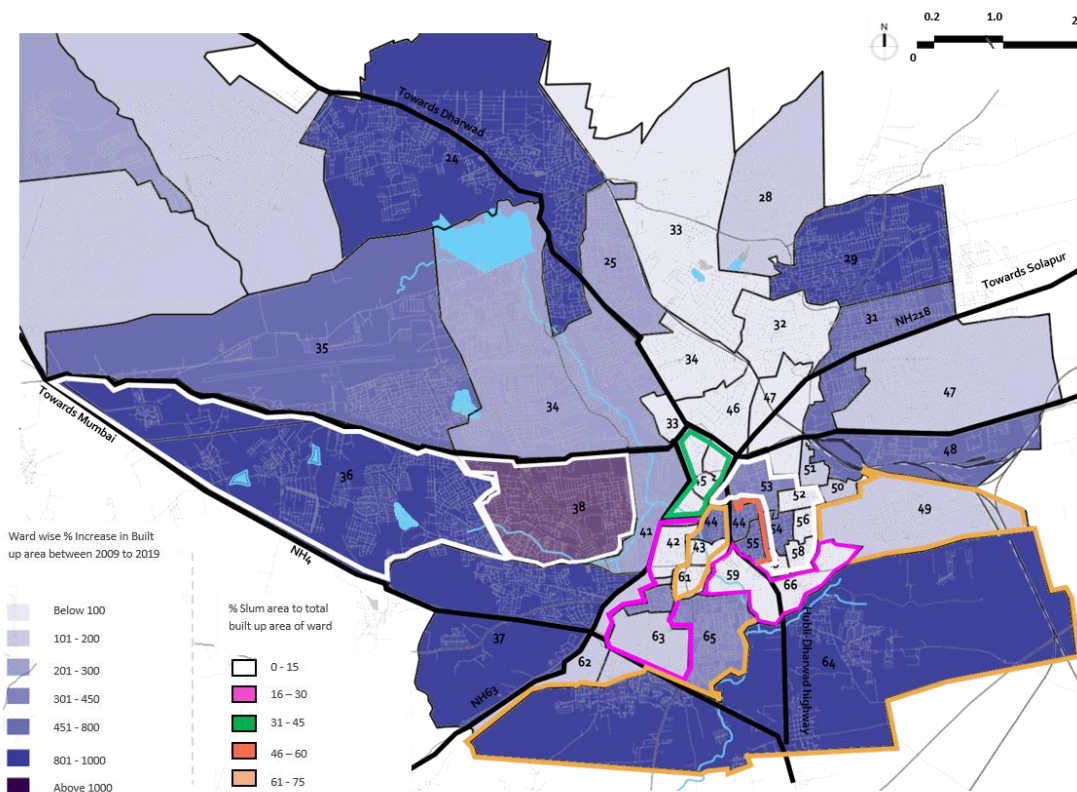 N
0.2 1.0 2
0
Towards Dharwad
24
28
33
25
29
Towards Solapur
31
NH218
32
35
34
34
47
46
47
33
Towards Mumbai
36
38
45
48
51
53
50
52
49
41
44
44
54
56
42
43
55
58
61
59
66
37
63
65
62
64
NH4
NH63
Hubli-Dharwad highway
Ward wise % Increase in Built
up area between 2009 to 2019
Below 100
101 - 200
201 - 300
301 - 450
451 - 800
801 - 1000
Above 1000
% Slum area to total
built up area of ward
0 - 15
16 – 30
31 - 45
46 – 60
61 - 75